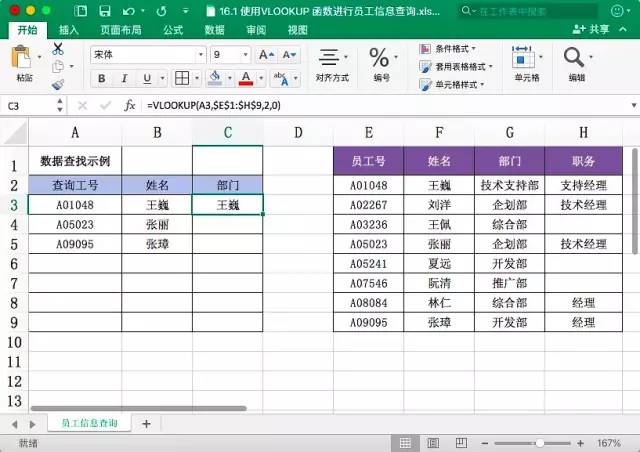 16.1 使用VLOOKUP 函数进行员工信息查询.xls...
在工作表中搜索
开始 插入 页面布局 公式 数据 审阅 视图 共享
粘贴 宋体 9 A A 对齐方式 % 编号 条件格式 套用表格格式 单元格样式 单元格 编辑
B I U A abc
C3 fx =VLOOKUP(A3,$E$1:$H$9,2,0)
A B C D E F G H
1 数据查找示例 员工号 姓名 部门 职务
2 查询工号 姓名 部门 A01048 王巍 技术支持部 支持经理
3 A01048 王巍 王巍 A02267 刘洋 企划部 技术经理
4 A05023 张丽 A03236 王佩 综合部
5 A09095 张璋 A05023 张丽 企划部 技术经理
6 A05241 夏远 开发部
7 A07546 阮清 推广部
8 A08084 林仁 综合部 经理
9 A09095 张璋 开发部 经理
10
11
12
13
员工信息查询 +
就绪 167%